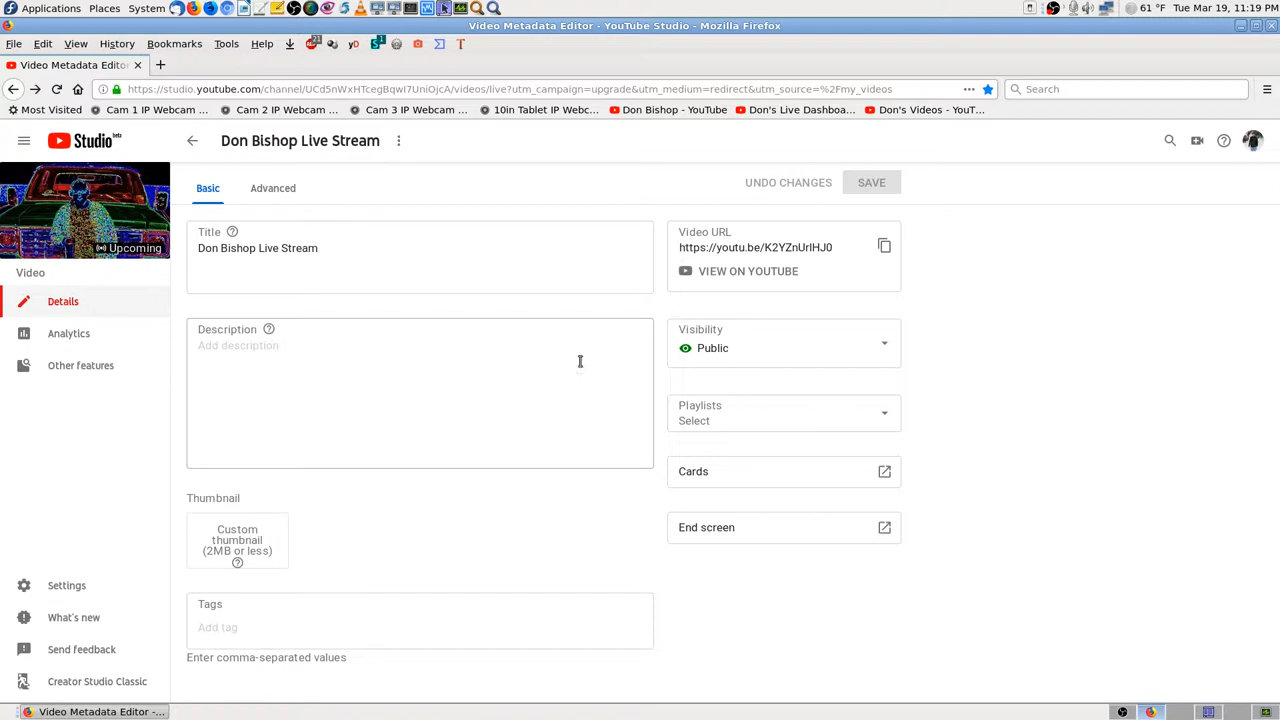 Applications Places System 61 °F Tue Mar 19, 11:19 PM
Video Metadata Editor - YouTube Studio - Mozilla Firefox
File Edit View History Bookmarks Tools Help
Video Metadata Edito
https://studio.youtube.com/channel/UCd5nWxHTcegBqwI7UniOjcA/videos/live?utm_campaign=upgrade&utm_medium=redirect&utm_source=%2Fmy_videos Search
Most Visited Cam 1 IP Webcam ... Cam 2 IP Webcam ... Cam 3 IP Webcam ... 10in Tablet IP Webc... Don Bishop - YouTube Don's Live Dashboa... Don's Videos - YouT...
Studio beta Don Bishop Live Stream
Basic Advanced UNDO CHANGES SAVE
Upcoming
Title
Don Bishop Live Stream
Video URL
https://youtu.be/K2YZnUrlHJ0
VIEW ON YOUTUBE
Video
Details
Analytics
Other features
Description
Add description
Visibility
Public
Playlists
Select
Cards
End screen
Thumbnail
Custom
thumbnail
(2MB or less)
Tags
Add tag
Enter comma-separated values
Settings
What's new
Send feedback
Creator Studio Classic
Video Metadata Editor -...